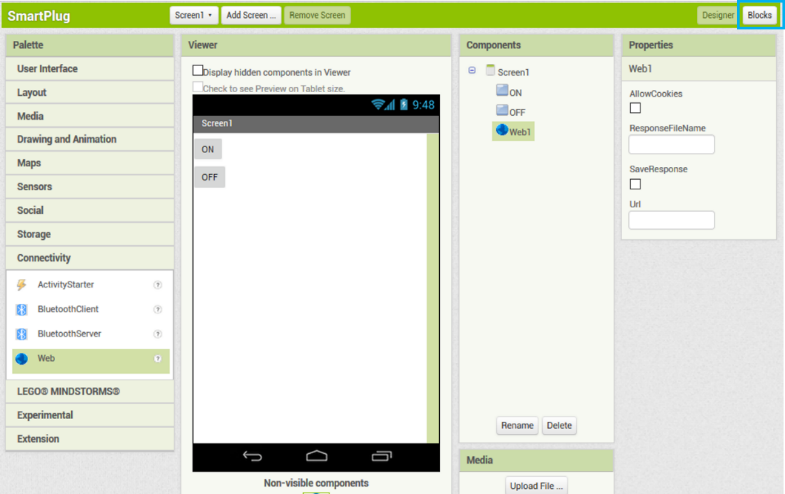 SmartPlug
Screen1
Add Screen ...
Remove Screen
Designer
Blocks
Palette
User Interface
Layout
Media
Drawing and Animation
Maps
Sensors
Social
Storage
Connectivity
ActivityStarter
?
BluetoothClient
?
BluetoothServer
?
Web
?
LEGO® MINDSTORMS®
Experimental
Extension
Viewer
Display hidden components in Viewer
Check to see Preview on Tablet size.
9:48
Screen1
ON
OFF
Non-visible components
Components
Screen1
ON
OFF
Web1
Rename
Delete
Media
Upload File ...
Properties
Web1
AllowCookies
ResponseFileName
SaveResponse
Url